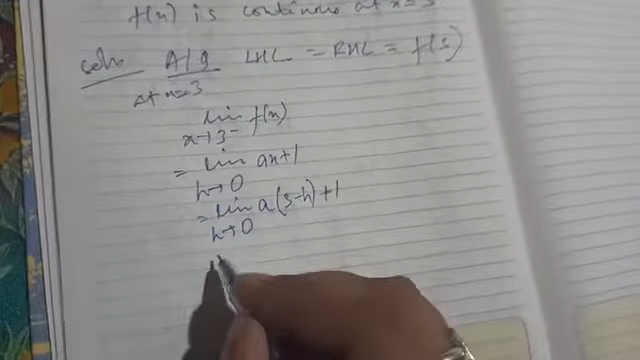 f(x) is continuous at x=3
soln A/q LHL = RHL = f(3)
at x=3
lim f(x)
x→3⁻
= lim ax+1
h→0
= lim a(3-h)+1
h→0